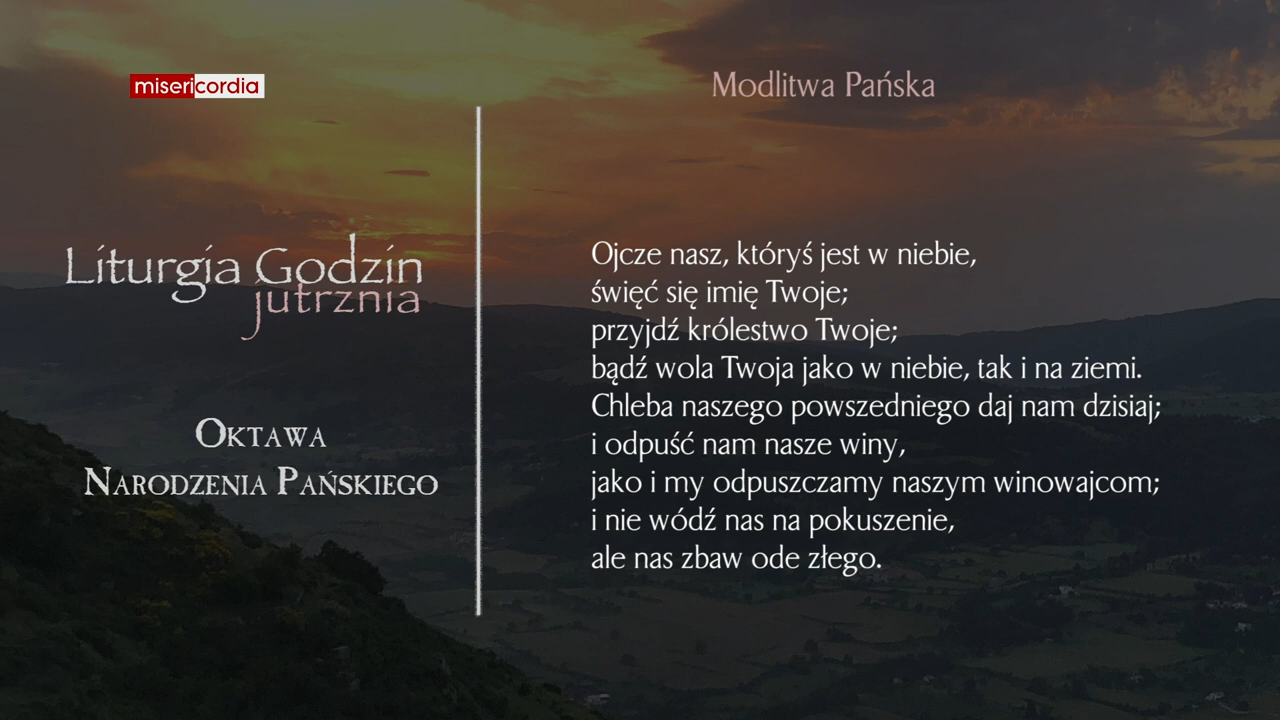 misericordia
Modlitwa Pańska
Liturgia Godzin
jutrznia
Oktawa
Narodzenia Pańskiego
Ojcze nasz, któryś jest w niebie,
święć się imię Twoje;
przyjdź królestwo Twoje;
bądź wola Twoja jako w niebie, tak i na ziemi.
Chleba naszego powszedniego daj nam dzisiaj;
i odpuść nam nasze winy,
jako i my odpuszczamy naszym winowajcom;
i nie wódź nas na pokuszenie,
ale nas zbaw ode złego.